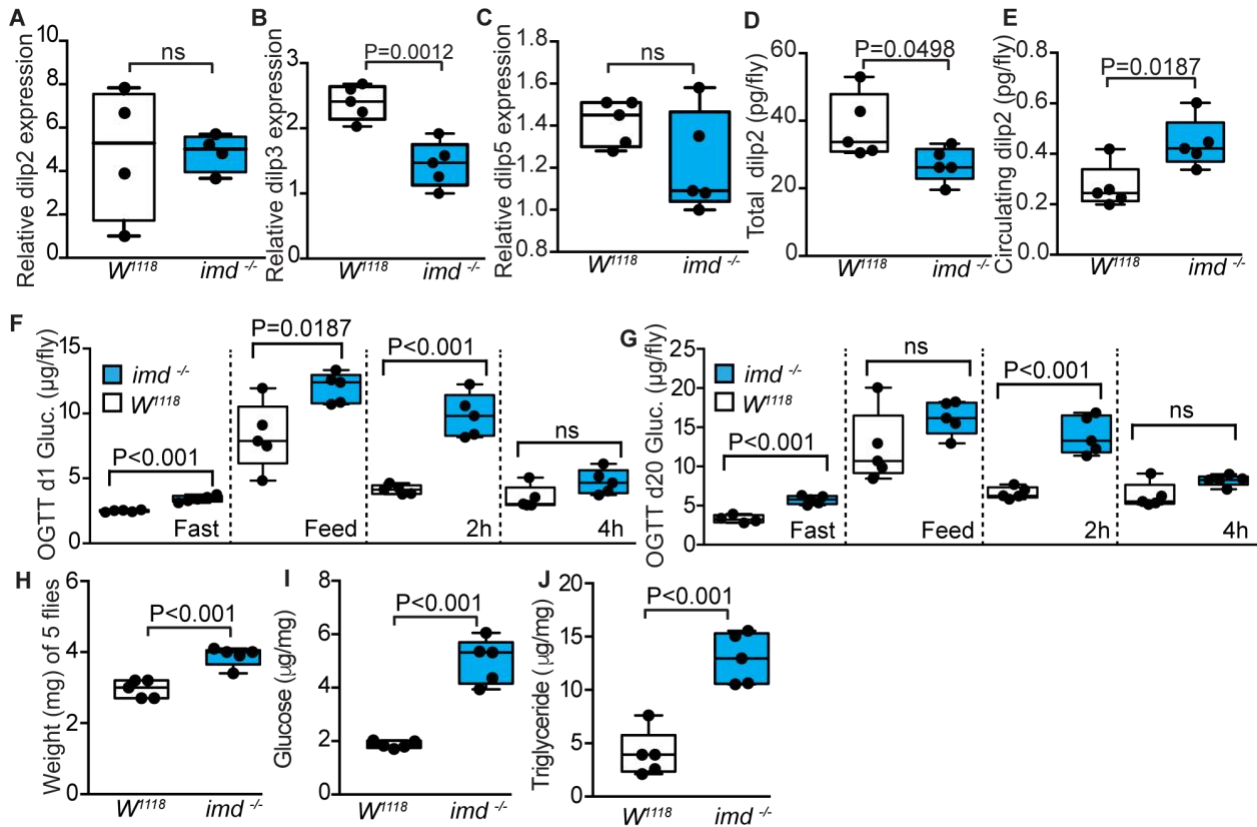 A
Relative dilp2 expression
10
8
6
4
2
0
ns
W1118
imd -/-
B
Relative dilp3 expression
3
2
1
0
P=0.0012
W1118
imd -/-
C
Relative dilp5 expression
1.8
1.6
1.4
1.2
1.0
0.8
ns
W1118
imd -/-
D
Total dilp2 (pg/fly)
60
40
20
0
P=0.0498
W1118
imd -/-
E
Circulating dilp2 (pg/fly)
0.8
0.6
0.4
0.2
0.0
P=0.0187
W1118
imd -/-
F
OGTT d1 Gluc. (µg/fly)
15
10
5
0
imd -/-
W1118
P<0.001
P=0.0187
P<0.001
ns
Fast
Feed
2h
4h
G
OGTT d20 Gluc. (µg/fly)
25
20
15
10
5
0
imd -/-
W1118
P<0.001
ns
P<0.001
ns
Fast
Feed
2h
4h
H
Weight (mg) of 5 flies
6
4
2
0
P<0.001
W1118
imd -/-
I
Glucose (µg/mg)
8
6
4
2
0
P<0.001
W1118
imd -/-
J
Triglyceride (µg/mg)
20
15
10
5
0
P<0.001
W1118
imd -/-